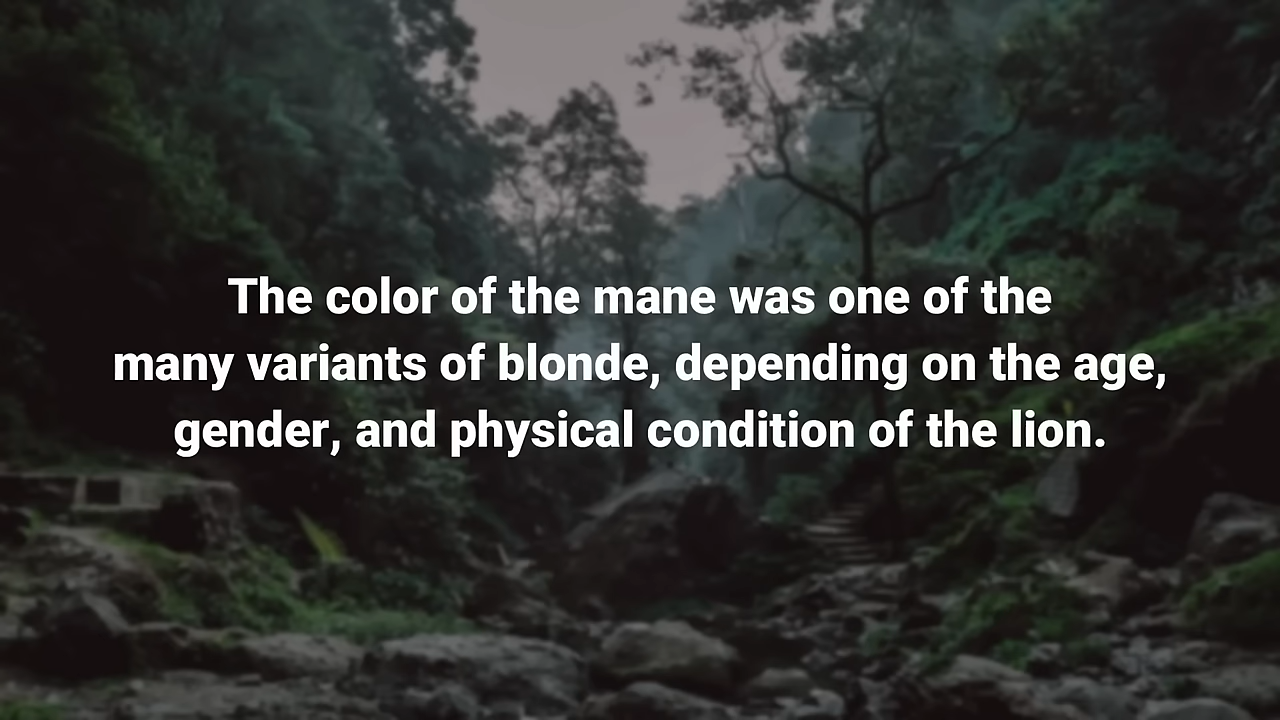 The color of the mane was one of the
many variants of blonde, depending on the age,
gender, and physical condition of the lion.